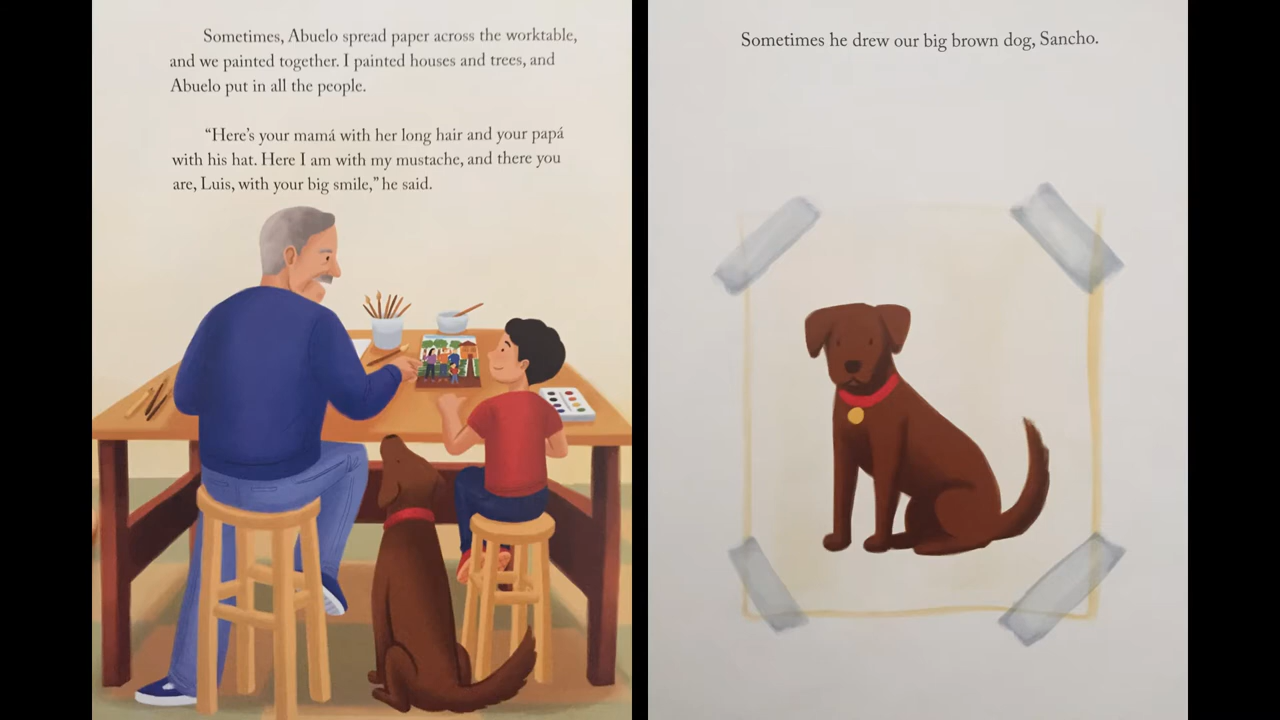 Sometimes, Abuelo spread paper across the worktable,
and we painted together. I painted houses and trees, and
Abuelo put in all the people.
“Here’s your mamá with her long hair and your papá
with his hat. Here I am with my mustache, and there you
are, Luis, with your big smile,” he said.
Sometimes he drew our big brown dog, Sancho.